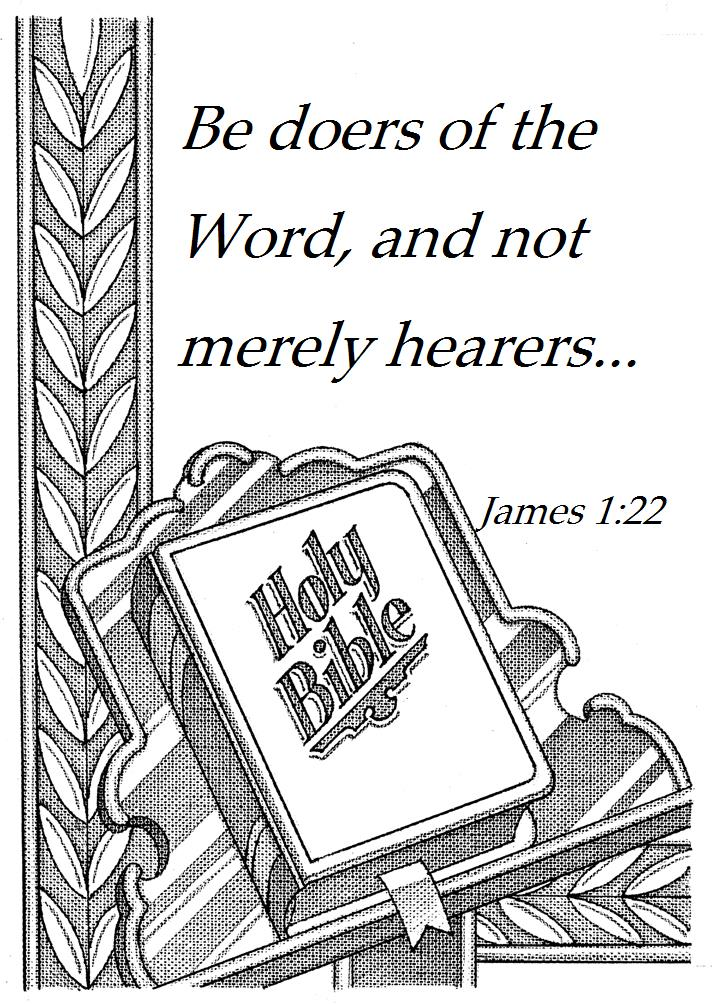 Be doers of the
Word, and not
merely hearers...
James 1:22
Holy
Bible